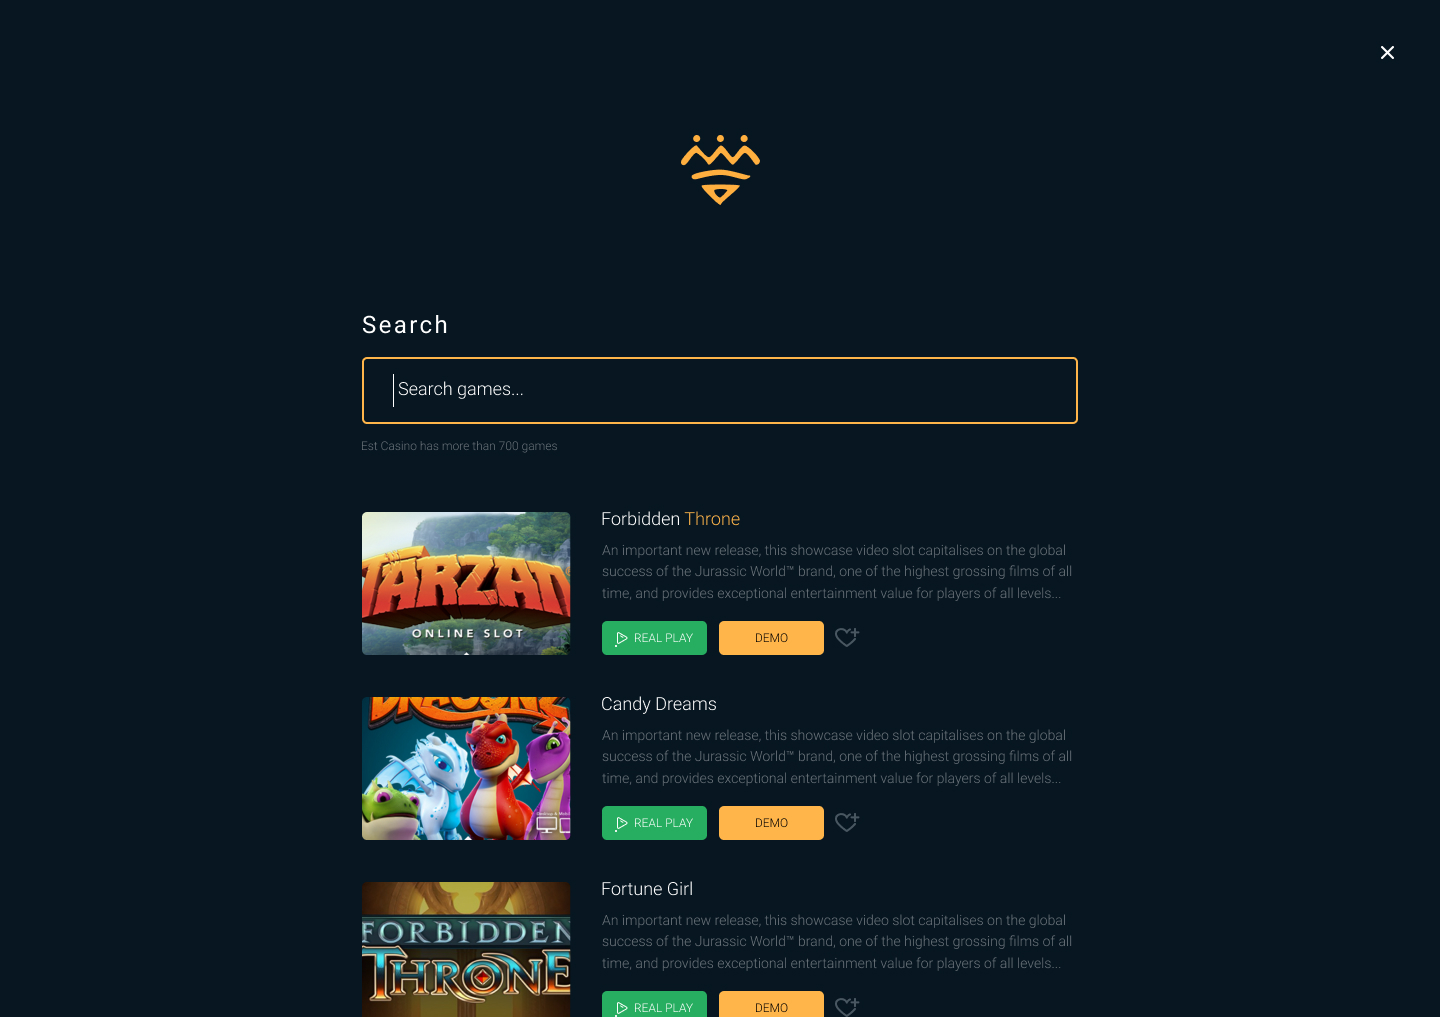 Search
Search games...
Est Casino has more than 700 games
TARZAN
ONLINE SLOT
Forbidden Throne
An important new release, this showcase video slot capitalises on the global
success of the Jurassic World™ brand, one of the highest grossing films of all
time, and provides exceptional entertainment value for players of all levels...
REAL PLAY
DEMO
Candy Dreams
An important new release, this showcase video slot capitalises on the global
success of the Jurassic World™ brand, one of the highest grossing films of all
time, and provides exceptional entertainment value for players of all levels...
REAL PLAY
DEMO
FORBIDDEN
THRONE
Fortune Girl
An important new release, this showcase video slot capitalises on the global
success of the Jurassic World™ brand, one of the highest grossing films of all
time, and provides exceptional entertainment value for players of all levels...
REAL PLAY
DEMO